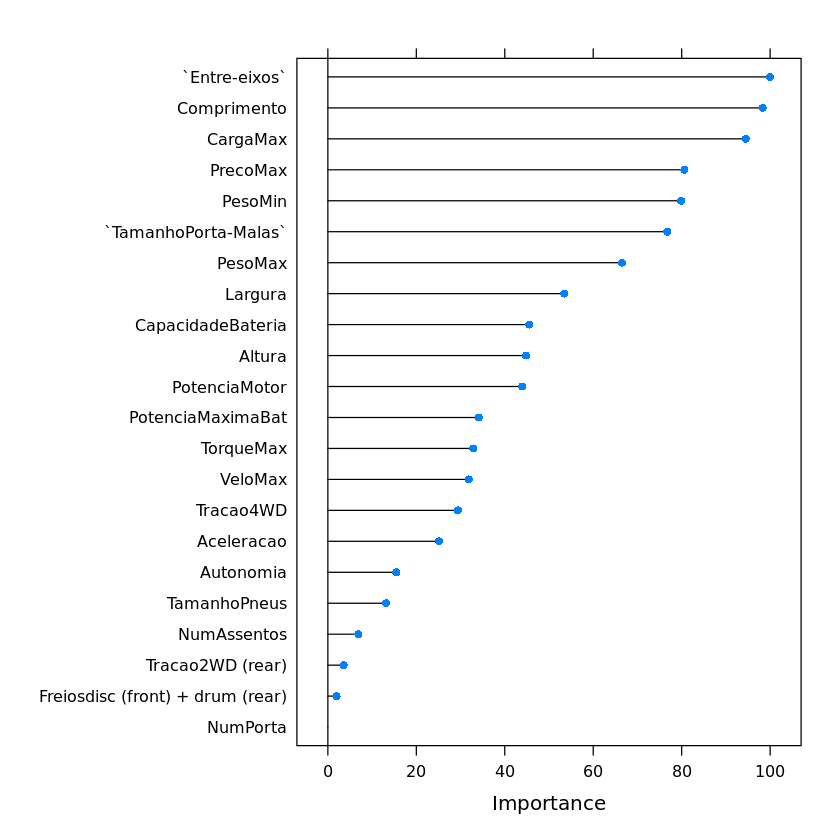 `Entre-eixos`
Comprimento
CargaMax
PrecoMax
PesoMin
`TamanhoPorta-Malas`
PesoMax
Largura
CapacidadeBateria
Altura
PotenciaMotor
PotenciaMaximaBat
TorqueMax
VeloMax
Tracao4WD
Aceleracao
Autonomia
TamanhoPneus
NumAssentos
Tracao2WD (rear)
Freiosdisc (front) + drum (rear)
NumPorta
0 20 40 60 80 100
Importance